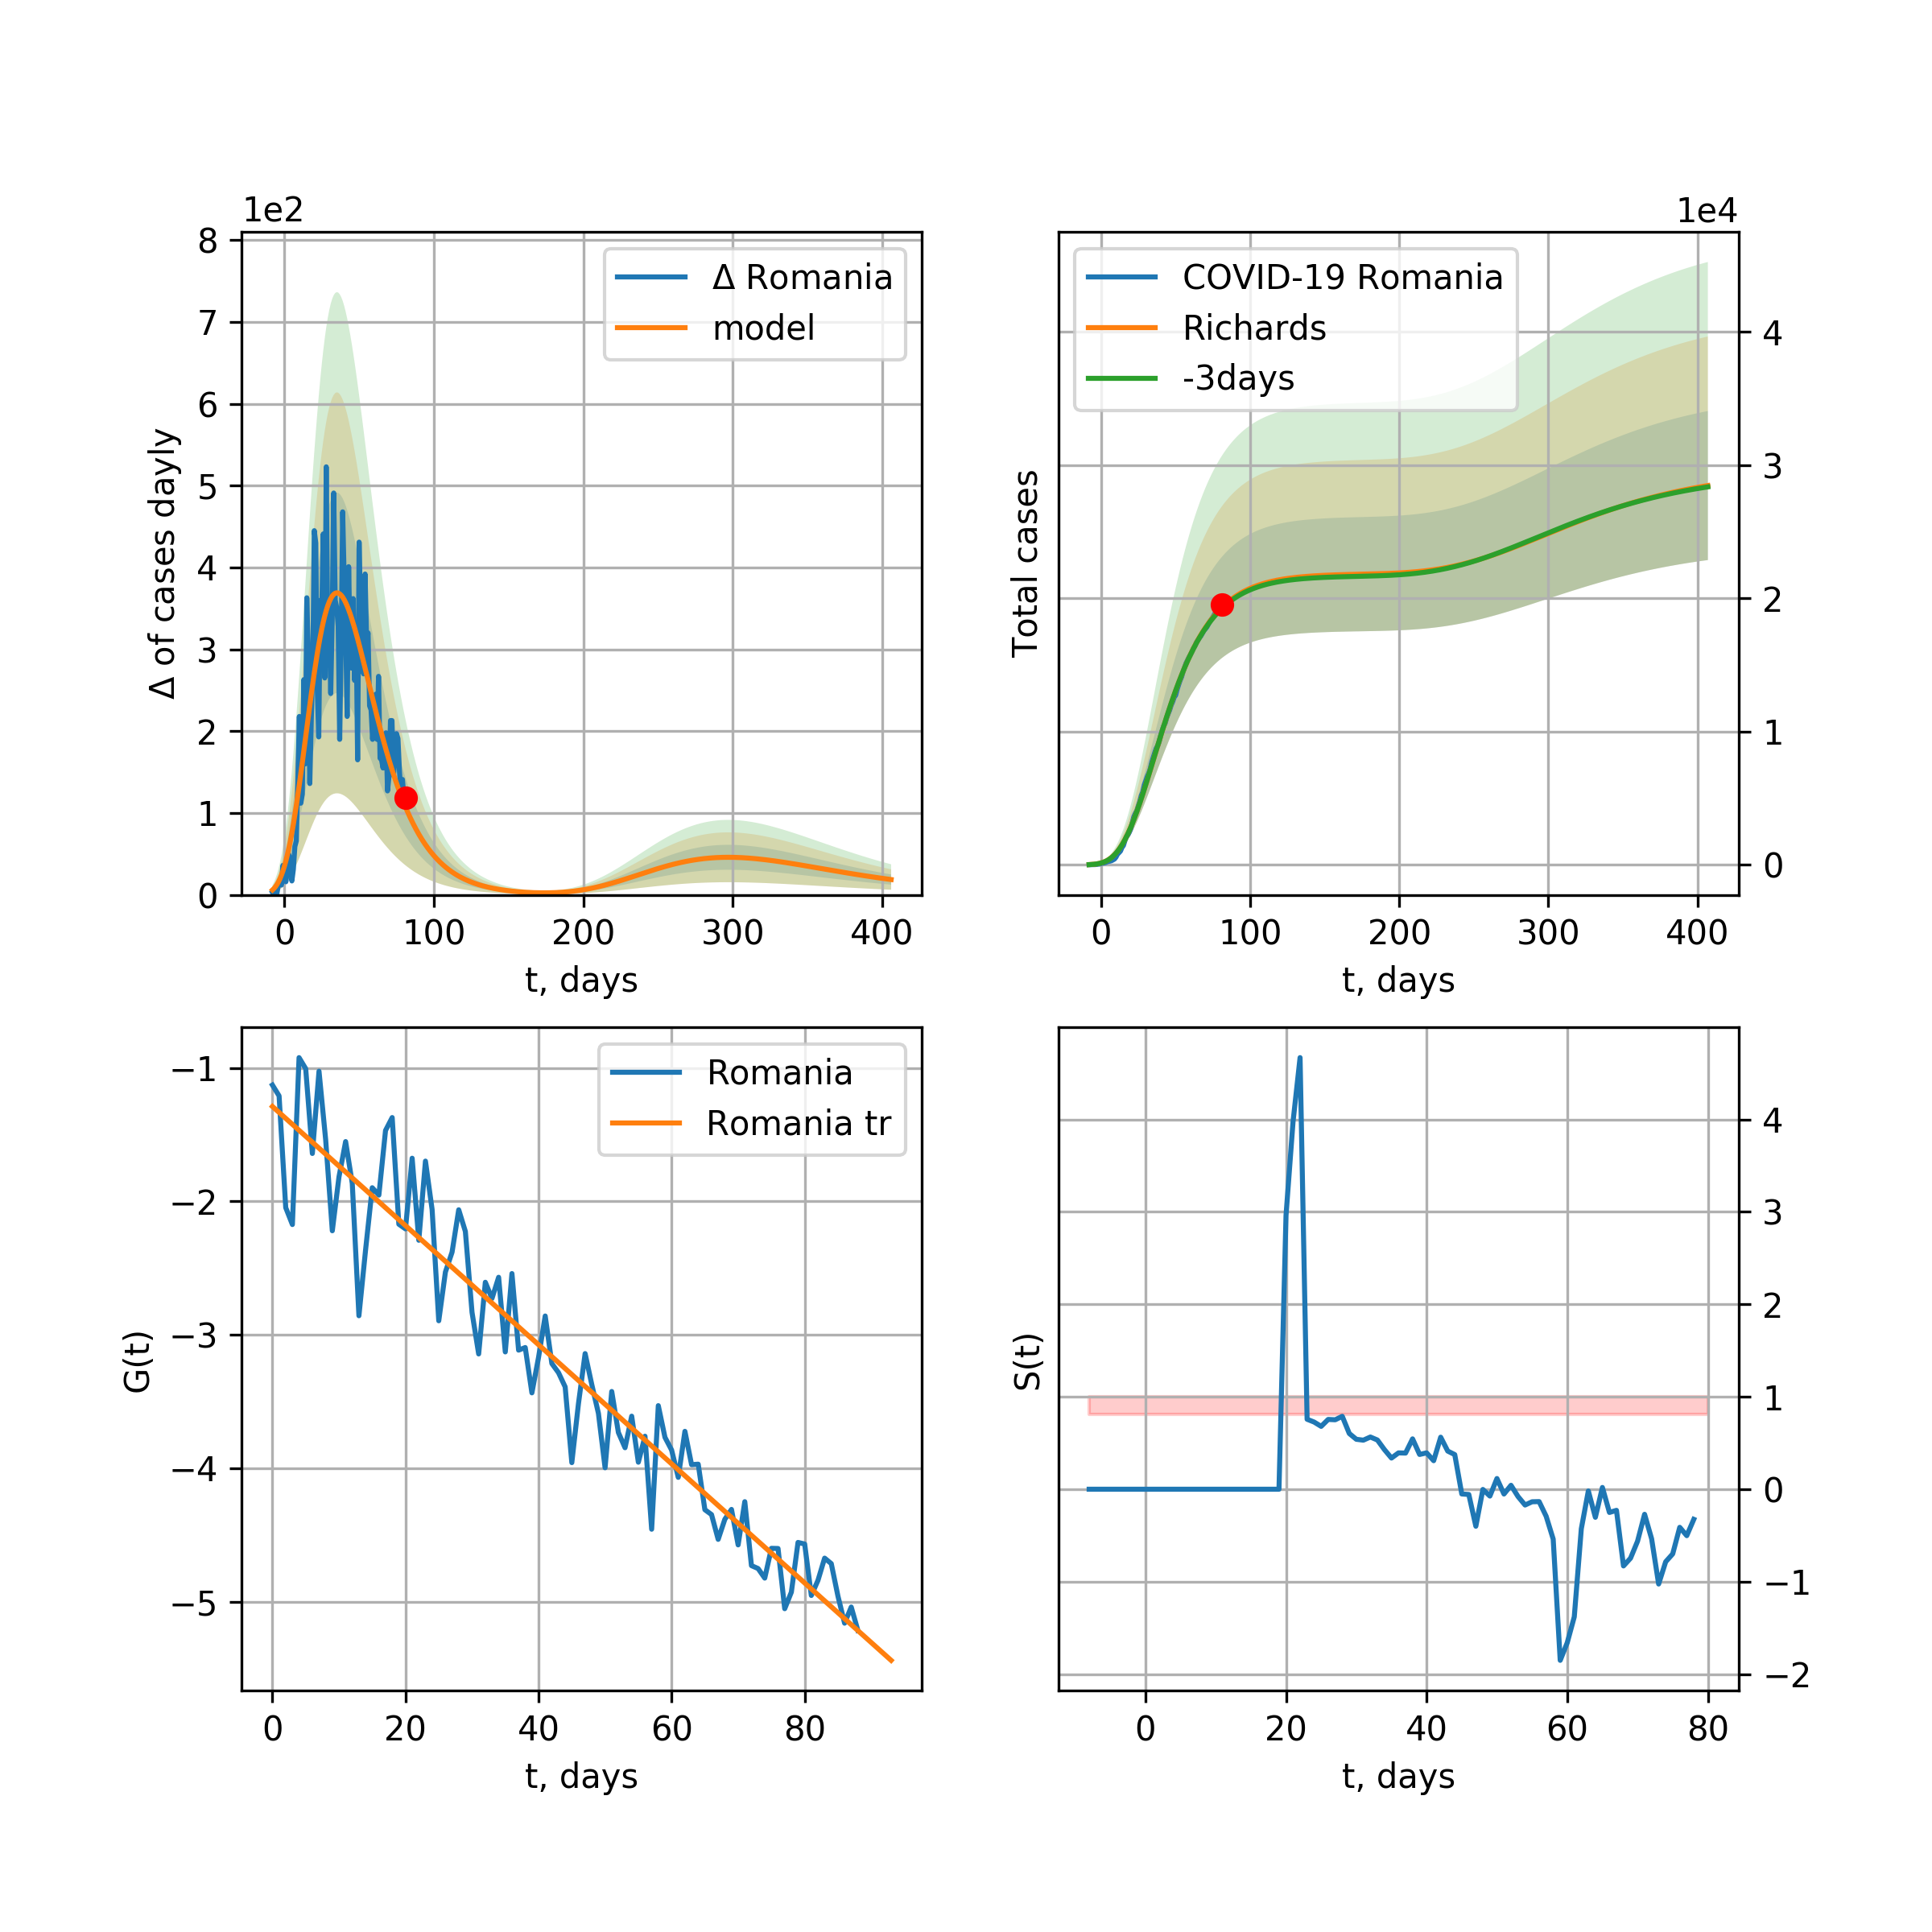 1e2
8
7
6
5
4
3
2
1
0
Δ of cases dayly
Δ Romania
model
0 100 200 300 400
t, days
1e4
COVID-19 Romania
Richards
-3days
Total cases
4
3
2
1
0
0 100 200 300 400
t, days
−1
−2
−3
−4
−5
G(t)
Romania
Romania tr
0 20 40 60 80
t, days
S(t)
4
3
2
1
0
−1
−2
0 20 40 60 80
t, days